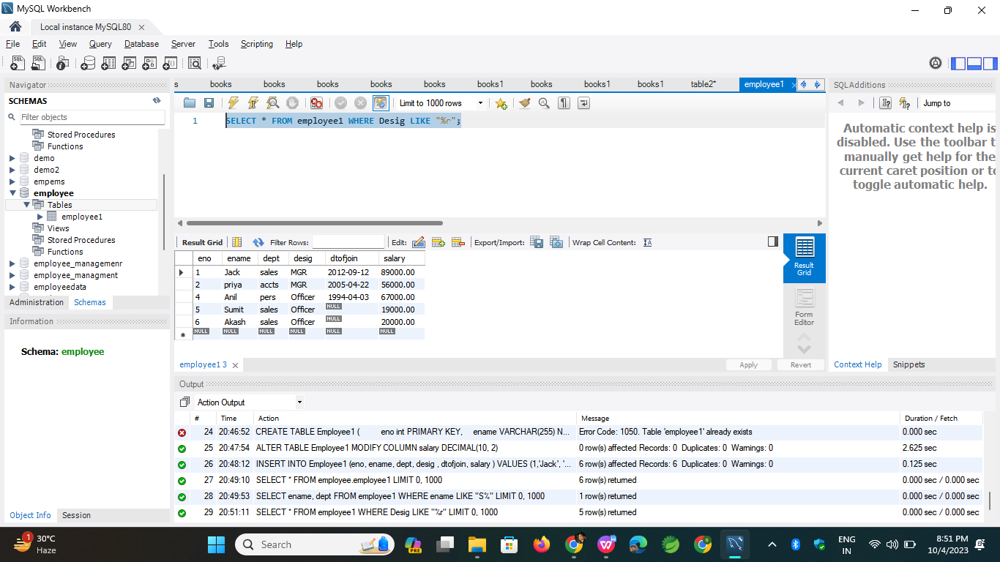 MySQL Workbench
Local instance MySQL80
File Edit View Query Database Server Tools Scripting Help
Navigator
SCHEMAS
Filter objects
Stored Procedures
Functions
demo
demo2
empems
employee
Tables
employee1
Views
Stored Procedures
Functions
employee_managemenr
employee_managment
employeedata
Administration Schemas
Information
Schema: employee
Object Info Session
s books books books books books books1 books books1 books1 table2* employee1
Limit to 1000 rows
1 SELECT * FROM employee1 WHERE Desig LIKE "%r";
Result Grid Filter Rows: Edit: Export/Import: Wrap Cell Content:
eno ename dept desig dtofjoin salary
1 Jack sales MGR 2012-09-12 89000.00
2 priya accts MGR 2005-04-22 56000.00
4 Anil pers Officer 1994-04-03 67000.00
5 Sumit sales Officer NULL 19000.00
6 Akash sales Officer NULL 20000.00
NULL NULL NULL NULL NULL NULL
Result
Grid
Form
Editor
employee1 3 Apply Revert
SQLAdditions
Jump to
Automatic context help is
disabled. Use the toolbar t
manually get help for the
current caret position or to
toggle automatic help.
Context Help Snippets
Output
Action Output
# Time Action Message Duration / Fetch
24 20:46:52 CREATE TABLE Employee1 ( eno int PRIMARY KEY, ename VARCHAR(255) N... Error Code: 1050. Table 'employee1' already exists 0.000 sec
25 20:47:54 ALTER TABLE Employee1 MODIFY COLUMN salary DECIMAL(10, 2) 0 row(s) affected Records: 0 Duplicates: 0 Warnings: 0 2.625 sec
26 20:48:12 INSERT INTO Employee1 (eno, ename, dept, desig , dtofjoin, salary ) VALUES (1,'Jack', '... 6 row(s) affected Records: 6 Duplicates: 0 Warnings: 0 0.125 sec
27 20:49:10 SELECT * FROM employee.employee1 LIMIT 0, 1000 6 row(s) returned 0.000 sec / 0.000 sec
28 20:49:53 SELECT ename, dept FROM employee1 WHERE ename LIKE "S%" LIMIT 0, 1000 1 row(s) returned 0.000 sec / 0.000 sec
29 20:51:11 SELECT * FROM employee1 WHERE Desig LIKE "%r" LIMIT 0, 1000 5 row(s) returned 0.000 sec / 0.000 sec
1
30°C
Haze
Search
PRE
ENG
IN
8:51 PM
10/4/2023